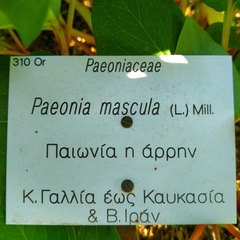 310 Or Paeoniaceae
Paeonia mascula (L.) Mill.
Παιωνία η άρρην
Κ.Γαλλία έως Καυκασία
& Β.Ιράν